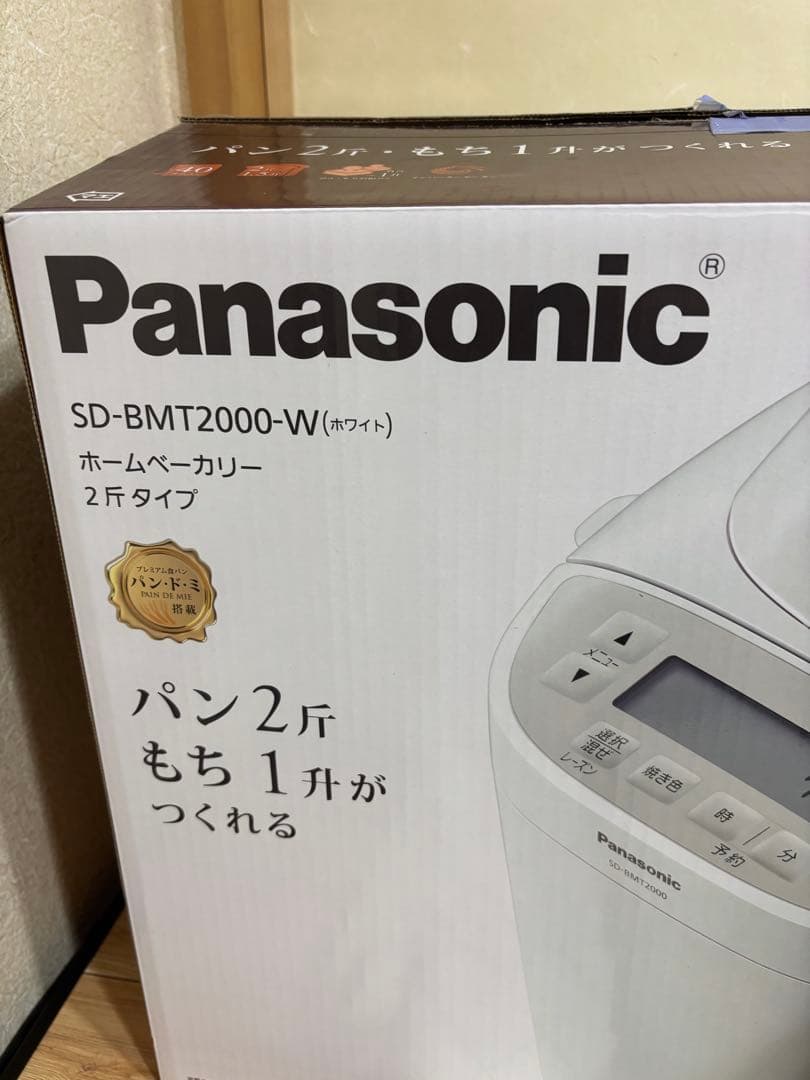 パン2斤・もち1升がつくれる
40
Panasonic®
SD-BMT2000-W(ホワイト)
ホームベーカリー
2斤タイプ
プレミアム食パン
パン・ド・ミ
PAIN DE MIE
搭載
パン2斤
もち1升が
つくれる
メニュー
選択
混ぜ
レーズン
焼き色
時
分
予約
Panasonic
SD-BMT2000